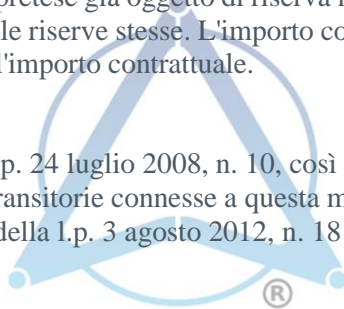 pretese già oggetto di riserva
le riserve stesse. L'importo co
l'importo contrattuale.
p. 24 luglio 2008, n. 10, così
ransitorie connesse a questa m
della l.p. 3 agosto 2012, n. 18
®